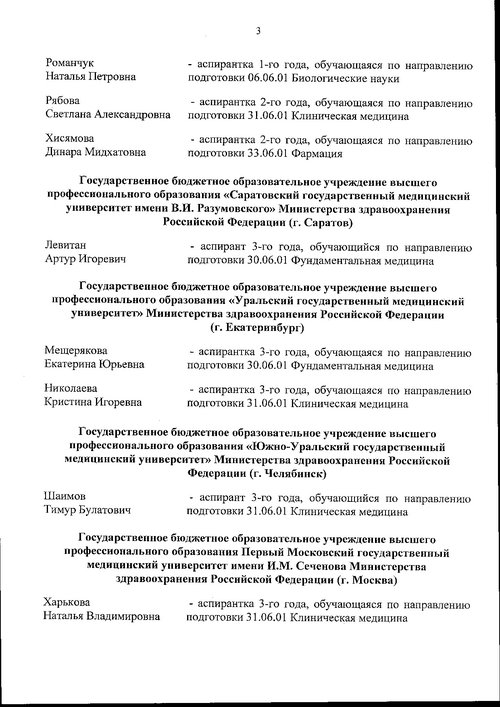 3
Романчук - аспирантка 1-го года, обучающаяся по направлению
Наталья Петровна подготовки 06.06.01 Биологические науки
Рябова - аспирантка 2-го года, обучающаяся по направлению
Светлана Александровна подготовки 31.06.01 Клиническая медицина
Хисямова - аспирантка 2-го года, обучающаяся по направлению
Динара Мидхатовна подготовки 33.06.01 Фармация
Государственное бюджетное образовательное учреждение высшего
профессионального образования «Саратовский государственный медицинский
университет имени В.И. Разумовского» Министерства здравоохранения
Российской Федерации (г. Саратов)
Левитан - аспирант 3-го года, обучающийся по направлению
Артур Игоревич подготовки 30.06.01 Фундаментальная медицина
Государственное бюджетное образовательное учреждение высшего
профессионального образования «Уральский государственный медицинский
университет» Министерства здравоохранения Российской Федерации
(г. Екатеринбург)
Мещерякова - аспирантка 3-го года, обучающаяся по направлению
Екатерина Юрьевна подготовки 30.06.01 Фундаментальная медицина
Николаева - аспирантка 3-го года, обучающаяся по направлению
Кристина Игоревна подготовки 31.06.01 Клиническая медицина
Государственное бюджетное образовательное учреждение высшего
профессионального образования «Южно-Уральский государственный
медицинский университет» Министерства здравоохранения Российской
Федерации (г. Челябинск)
Шаимов - аспирант 3-го года, обучающийся по направлению
Тимур Булатович подготовки 31.06.01 Клиническая медицина
Государственное бюджетное образовательное учреждение высшего
профессионального образования Первый Московский государственный
медицинский университет имени И.М. Сеченова Министерства
здравоохранения Российской Федерации (г. Москва)
Харькова - аспирантка 3-го года, обучающаяся по направлению
Наталья Владимировна подготовки 31.06.01 Клиническая медицина